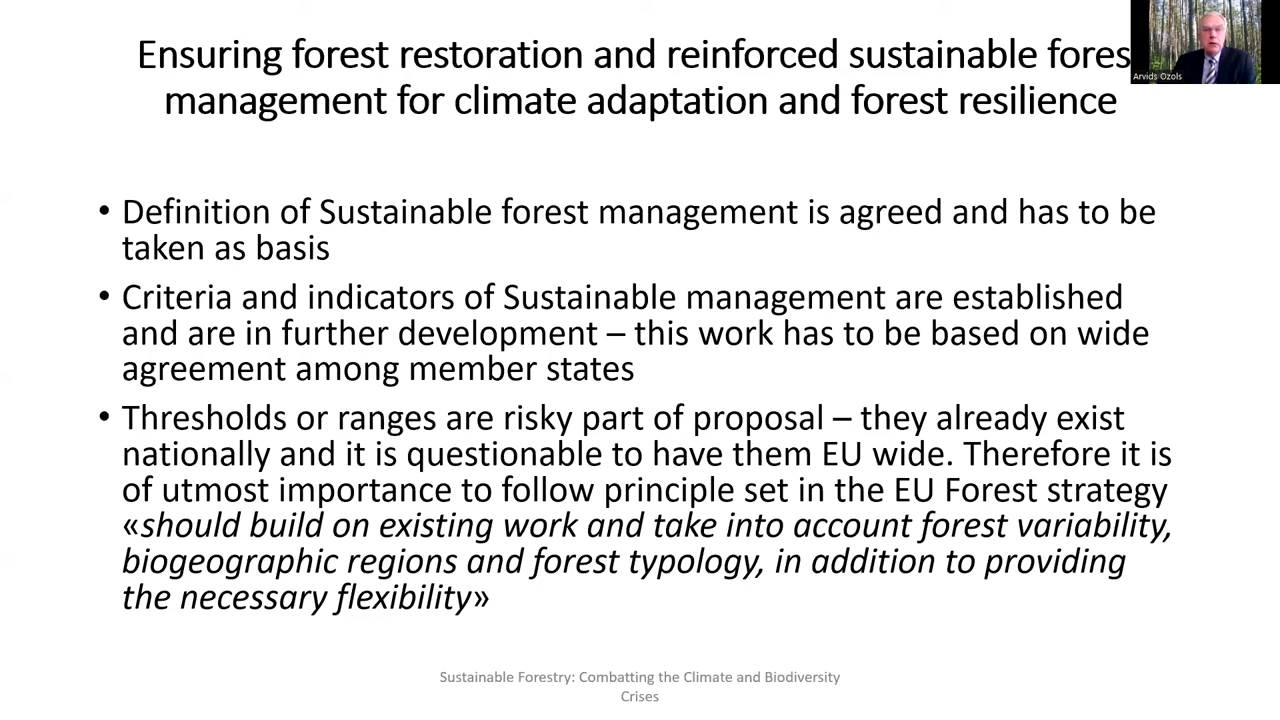 Ensuring forest restoration and reinforced sustainable fores
management for climate adaptation and forest resilience
Arvids Ozols
• Definition of Sustainable forest management is agreed and has to be
taken as basis
• Criteria and indicators of Sustainable management are established
and are in further development – this work has to be based on wide
agreement among member states
• Thresholds or ranges are risky part of proposal – they already exist
nationally and it is questionable to have them EU wide. Therefore it is
of utmost importance to follow principle set in the EU Forest strategy
«should build on existing work and take into account forest variability,
biogeographic regions and forest typology, in addition to providing
the necessary flexibility»
Sustainable Forestry: Combatting the Climate and Biodiversity
Crises